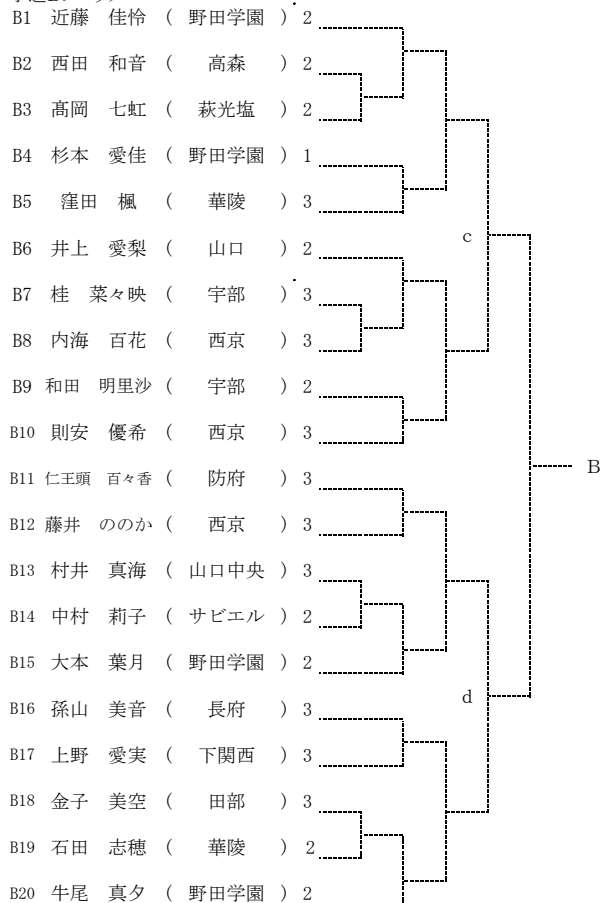 B1 近藤 佳怜 ( 野田学園 ) 2
B2 西田 和音 ( 高森 ) 2
B3 髙岡 七虹 ( 萩光塩 ) 2
B4 杉本 愛佳 ( 野田学園 ) 1
B5 窪田 楓 ( 華陵 ) 3
c
B6 井上 愛梨 ( 山口 ) 2
B7 桂 菜々映 ( 宇部 ) 3
B8 内海 百花 ( 西京 ) 3
B9 和田 明里沙 ( 宇部 ) 2
B10 則安 優希 ( 西京 ) 3
B
B11 仁王頭 百々香 ( 防府 ) 3
B12 藤井 ののか ( 西京 ) 3
B13 村井 真海 ( 山口中央 ) 3
B14 中村 莉子 ( サビエル ) 2
B15 大本 葉月 ( 野田学園 ) 2
d
B16 孫山 美音 ( 長府 ) 3
B17 上野 愛実 ( 下関西 ) 3
B18 金子 美空 ( 田部 ) 3
B19 石田 志穂 ( 華陵 ) 2
B20 牛尾 真夕 ( 野田学園 ) 2